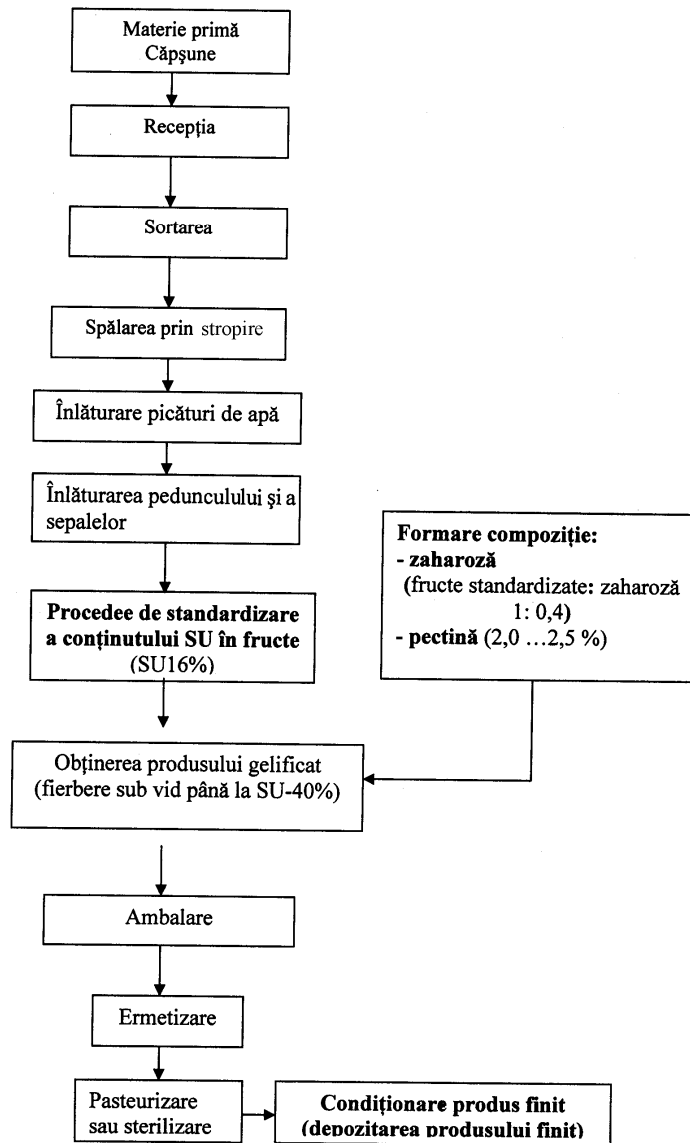 Materie primă
Căpşune
Recepţia
Sortarea
Spălarea prin stropire
Înlăturare picături de apă
Înlăturarea pedunculului şi a
sepalelor
Procedee de standardizare
a conţinutului SU în fructe
(SU16%)
Formare compoziţie:
- zaharoză
(fructe standardizate: zaharoză
1: 0,4)
- pectină (2,0 ...2,5 %)
Obţinerea produsului gelificat
(fierbere sub vid până la SU-40%)
Ambalare
Ermetizare
Pasteurizare
sau sterilizare
Condiţionare produs finit
(depozitarea produsului finit)